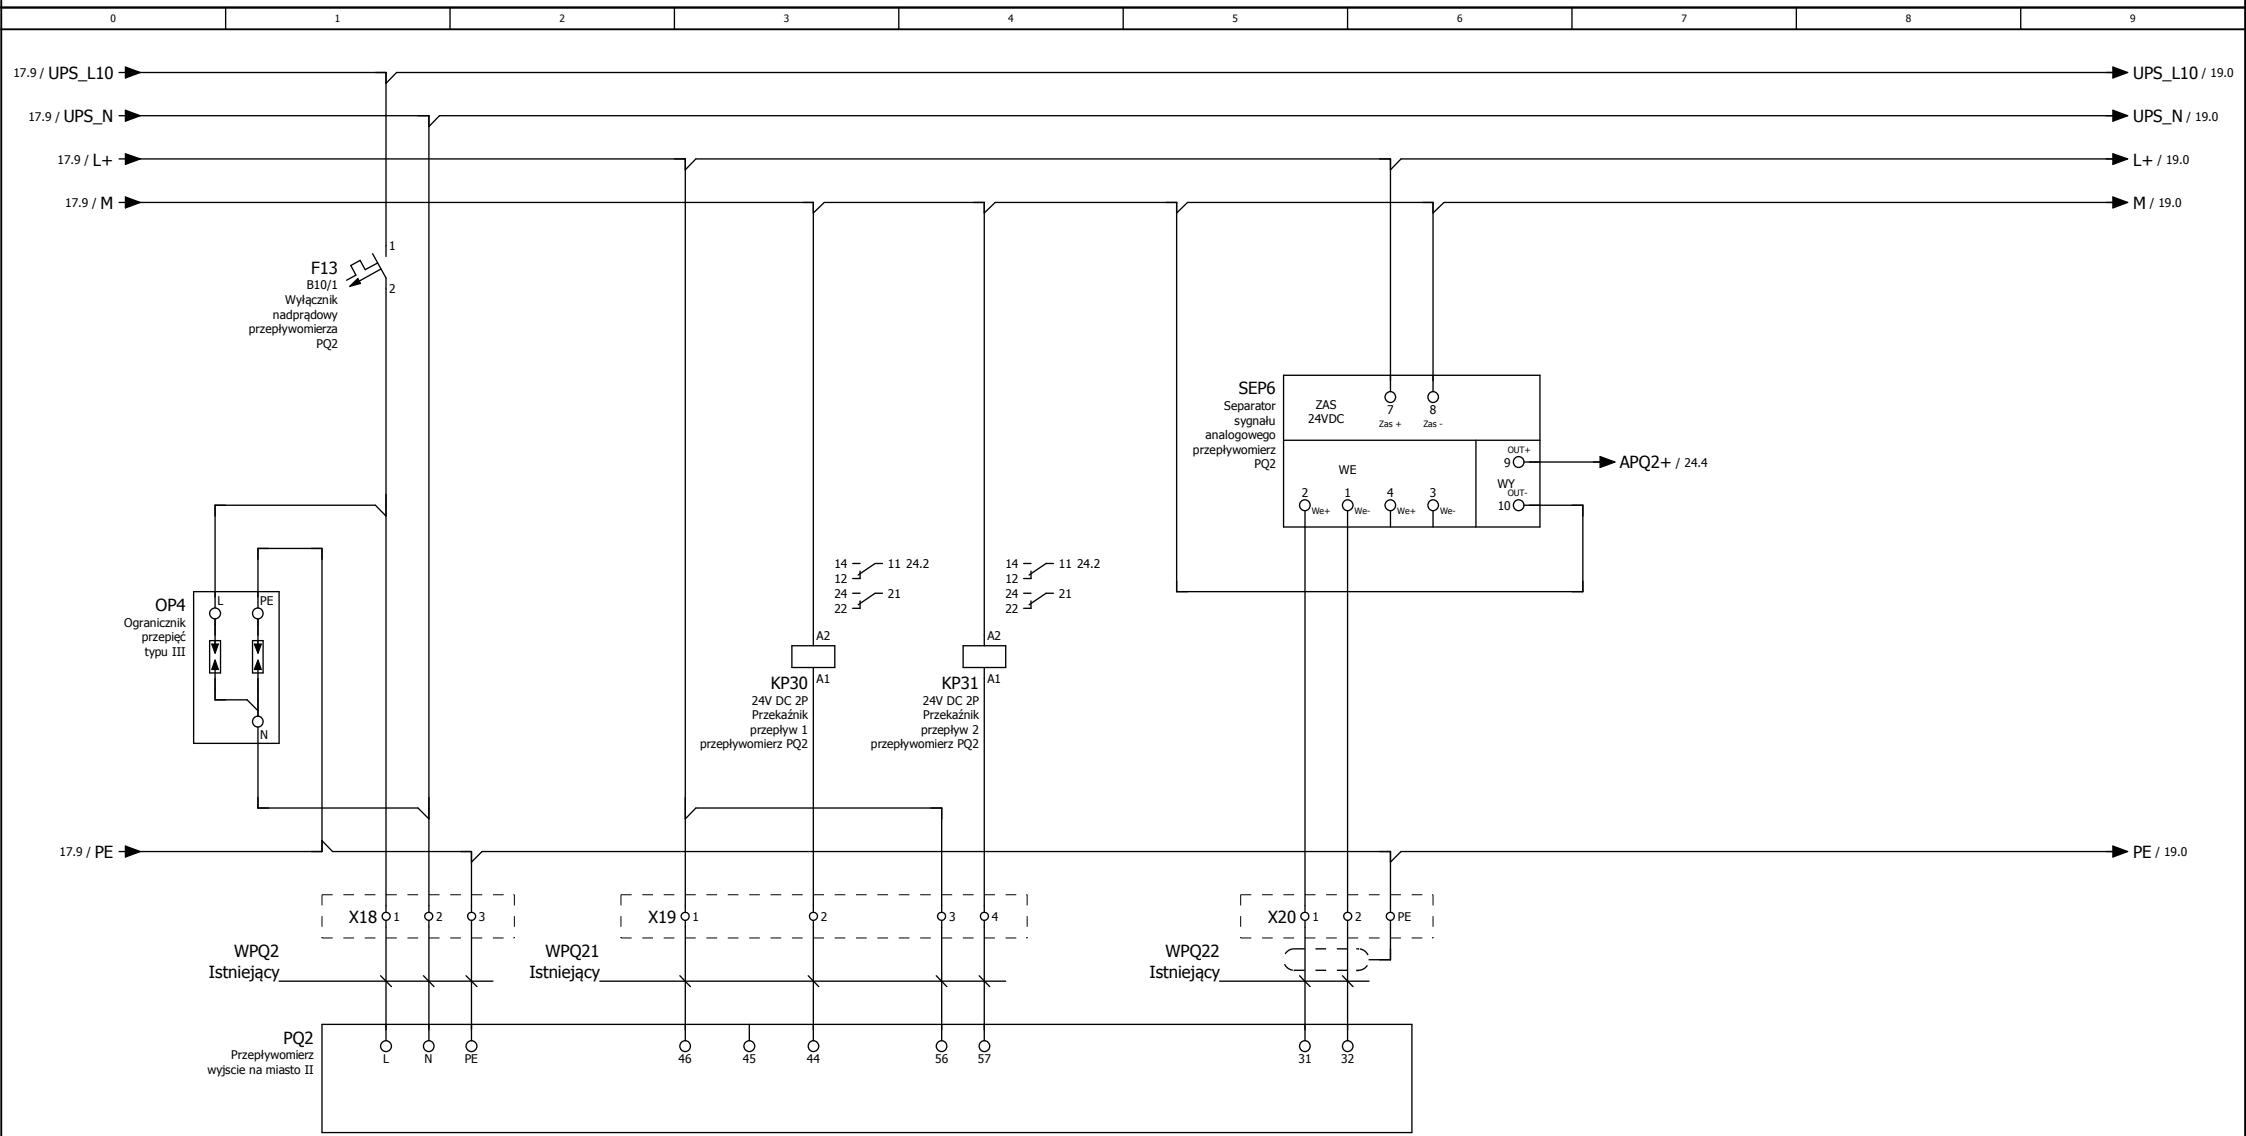 0 1 2 3 4 5 6 7 8 9
17.9 / UPS_L10
UPS_L10 / 19.0
17.9 / UPS_N
UPS_N / 19.0
17.9 / L+
L+ / 19.0
17.9 / M
M / 19.0
1
F13
B10/1
2
Wyłącznik
nadprądowy
przepływomierza
PQ2
SEP6
Separator
sygnału
analogowego
przepływomierz
PQ2
ZAS
24VDC
7 8
Zas + Zas -
OUT+
9
APQ2+ / 24.4
WE
WY
OUT-
10
2 1 4 3
We+ We- We+ We-
14 11 24.2
12
24 21
22
14 11 24.2
12
24 21
22
OP4
Ogranicznik
przepięć
typu III
L PE
N
A2
A1
KP30
24V DC 2P
Przekaźnik
przepływ 1
przepływomierz PQ2
A2
A1
KP31
24V DC 2P
Przekaźnik
przepływ 2
przepływomierz PQ2
17.9 / PE
PE / 19.0
X18 1 2 3
X19 1 2 3 4
X20 1 2 PE
WPQ2
Istniejący
WPQ21
Istniejący
WPQ22
Istniejący
PQ2
Przepływomierz
wyjscie na miasto II
L N PE 46 45 44 56 57 31 32